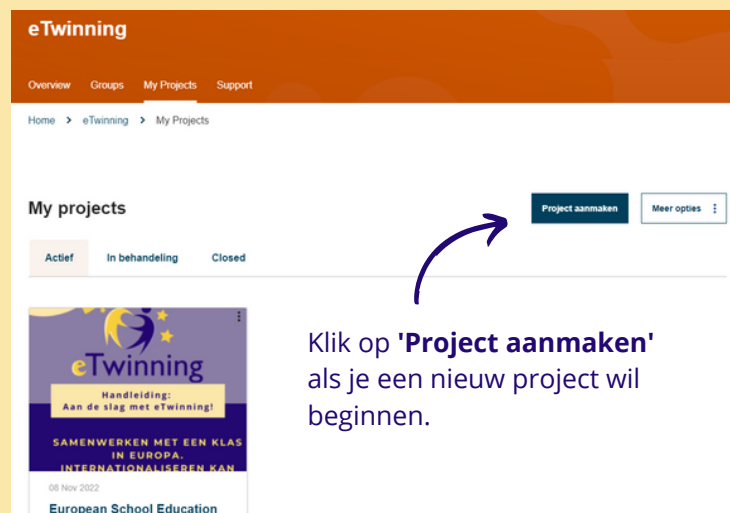 eTwinning
Overview Groups My Projects Support
Home > eTwinning > My Projects
My projects
Project aanmaken
Meer opties
Actief In behandeling Closed
eTwinning
Handleiding:
Aan de slag met eTwinning!
SAMENWERKEN MET EEN KLAS
IN EUROPA.
INTERNATIONALISEREN KAN
08 Nov 2022
European School Education
Klik op 'Project aanmaken'
als je een nieuw project wil
beginnen.